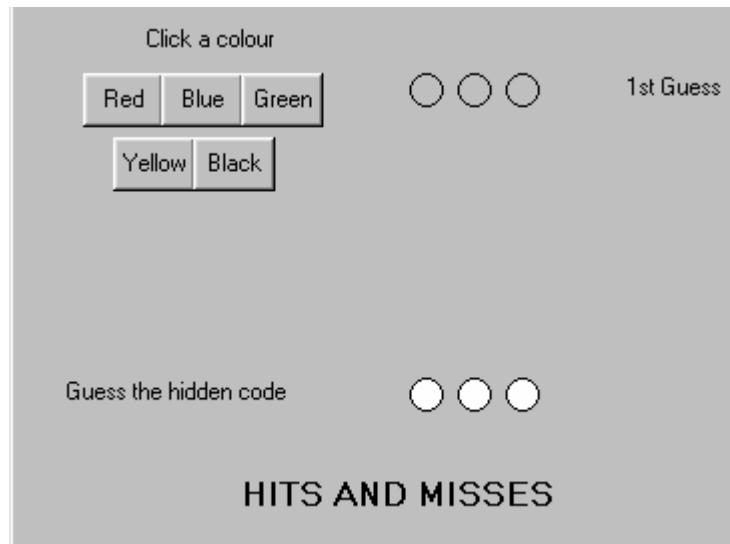 Click a colour
Red Blue Green
1st Guess
Yellow Black
Guess the hidden code
HITS AND MISSES